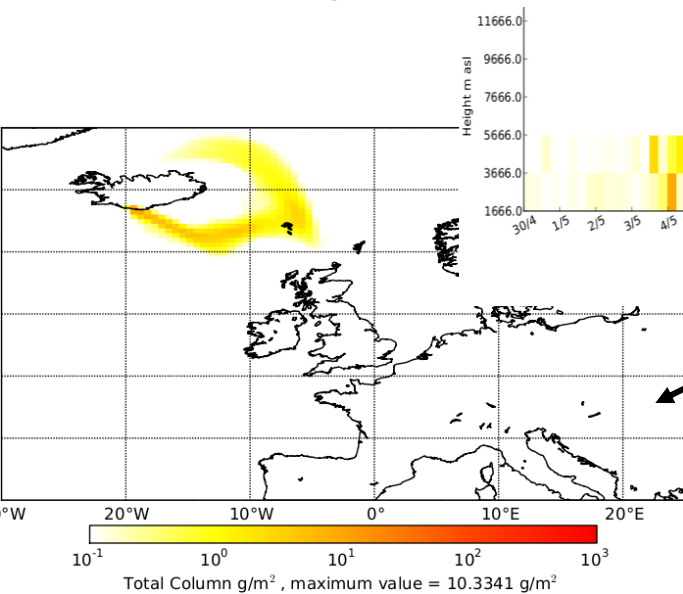 11666.0
9666.0
7666.0
5666.0
3666.0
1666.0
Height m asl
30/4 1/5 2/5 3/5 4/5
°W 20°W 10°W 0° 10°E 20°E
10⁻¹ 10⁰ 10¹ 10² 10³
Total Column g/m² , maximum value = 10.3341 g/m²